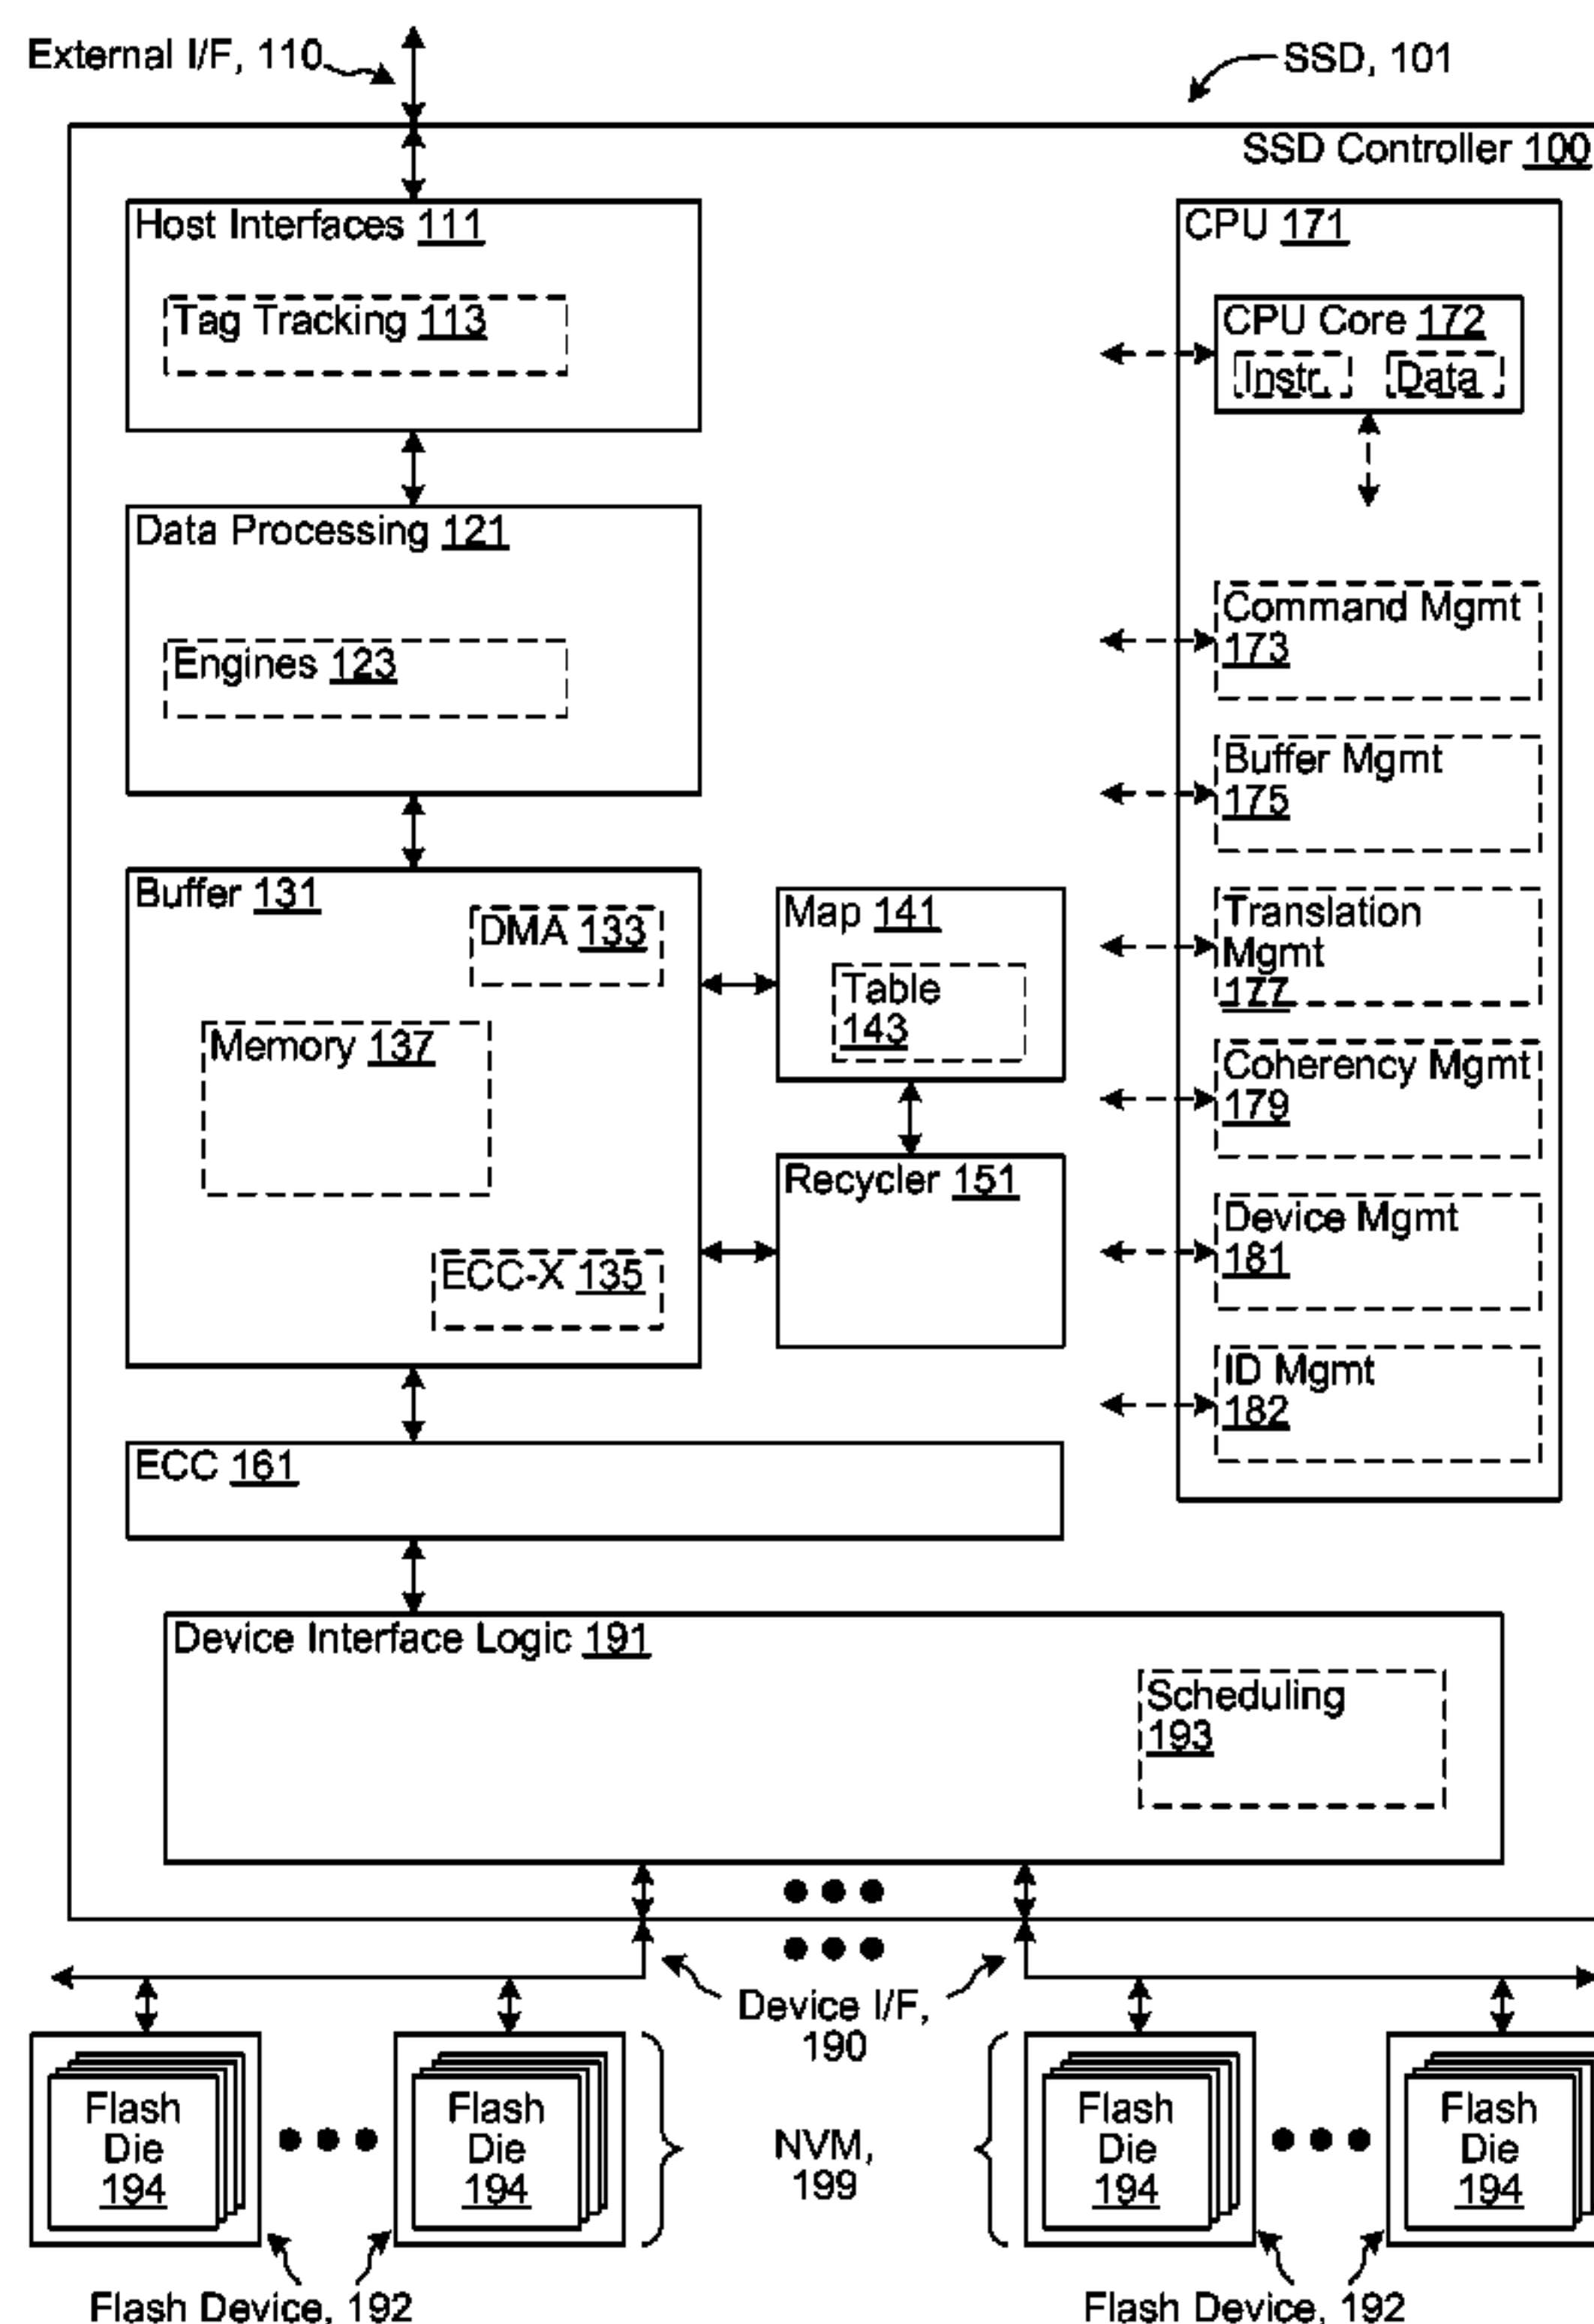 External I/F, 110
SSD, 101
SSD Controller 100
Host Interfaces 111
Tag Tracking 113
Data Processing 121
Engines 123
Buffer 131
DMA 133
Memory 137
ECC-X 135
Map 141
Table
143
Recycler 151
CPU 171
CPU Core 172
Instr.
Data
Command Mgmt
173
Buffer Mgmt
175
Translation
Mgmt
177
Coherency Mgmt
179
Device Mgmt
181
ID Mgmt
182
ECC 161
Device Interface Logic 191
Scheduling
193
Device I/F,
190
Flash
Die
194
Flash
Die
194
NVM,
199
Flash
Die
194
Flash
Die
194
Flash Device, 192
Flash Device, 192